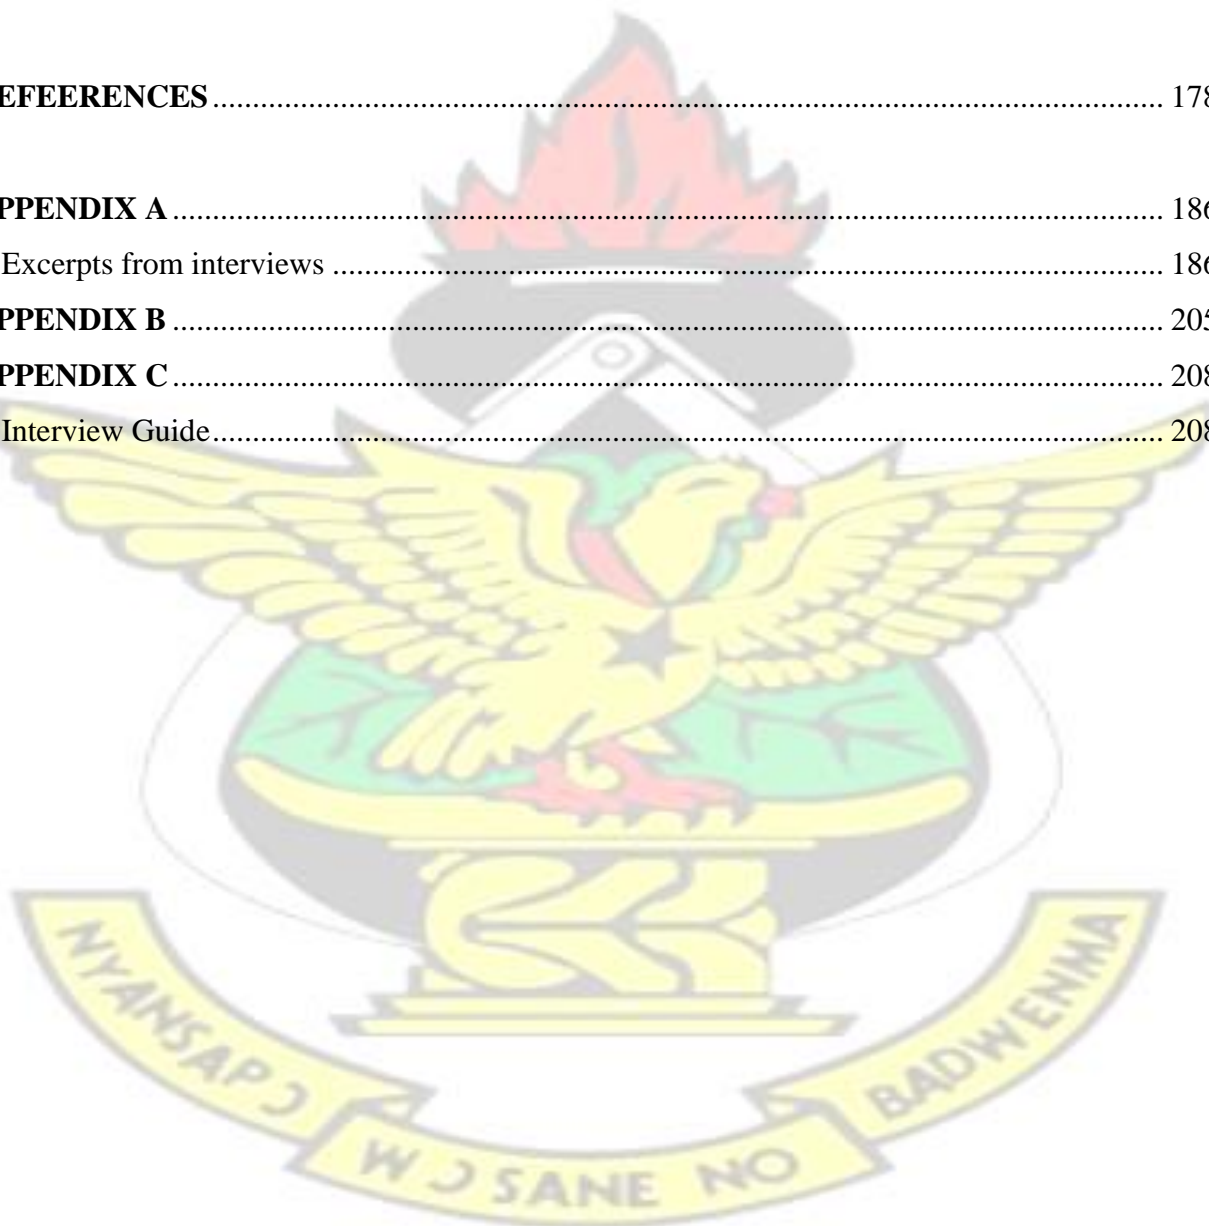 EFEERENCES ........................................................................................................................ 178
PPENDIX A ............................................................................................................................. 186
Excerpts from interviews ........................................................................................................ 186
PPENDIX B ............................................................................................................................. 205
PPENDIX C ............................................................................................................................. 208
Interview Guide ....................................................................................................................... 208
NYANSAPƆ
WƆSANE NO
BADWENMA